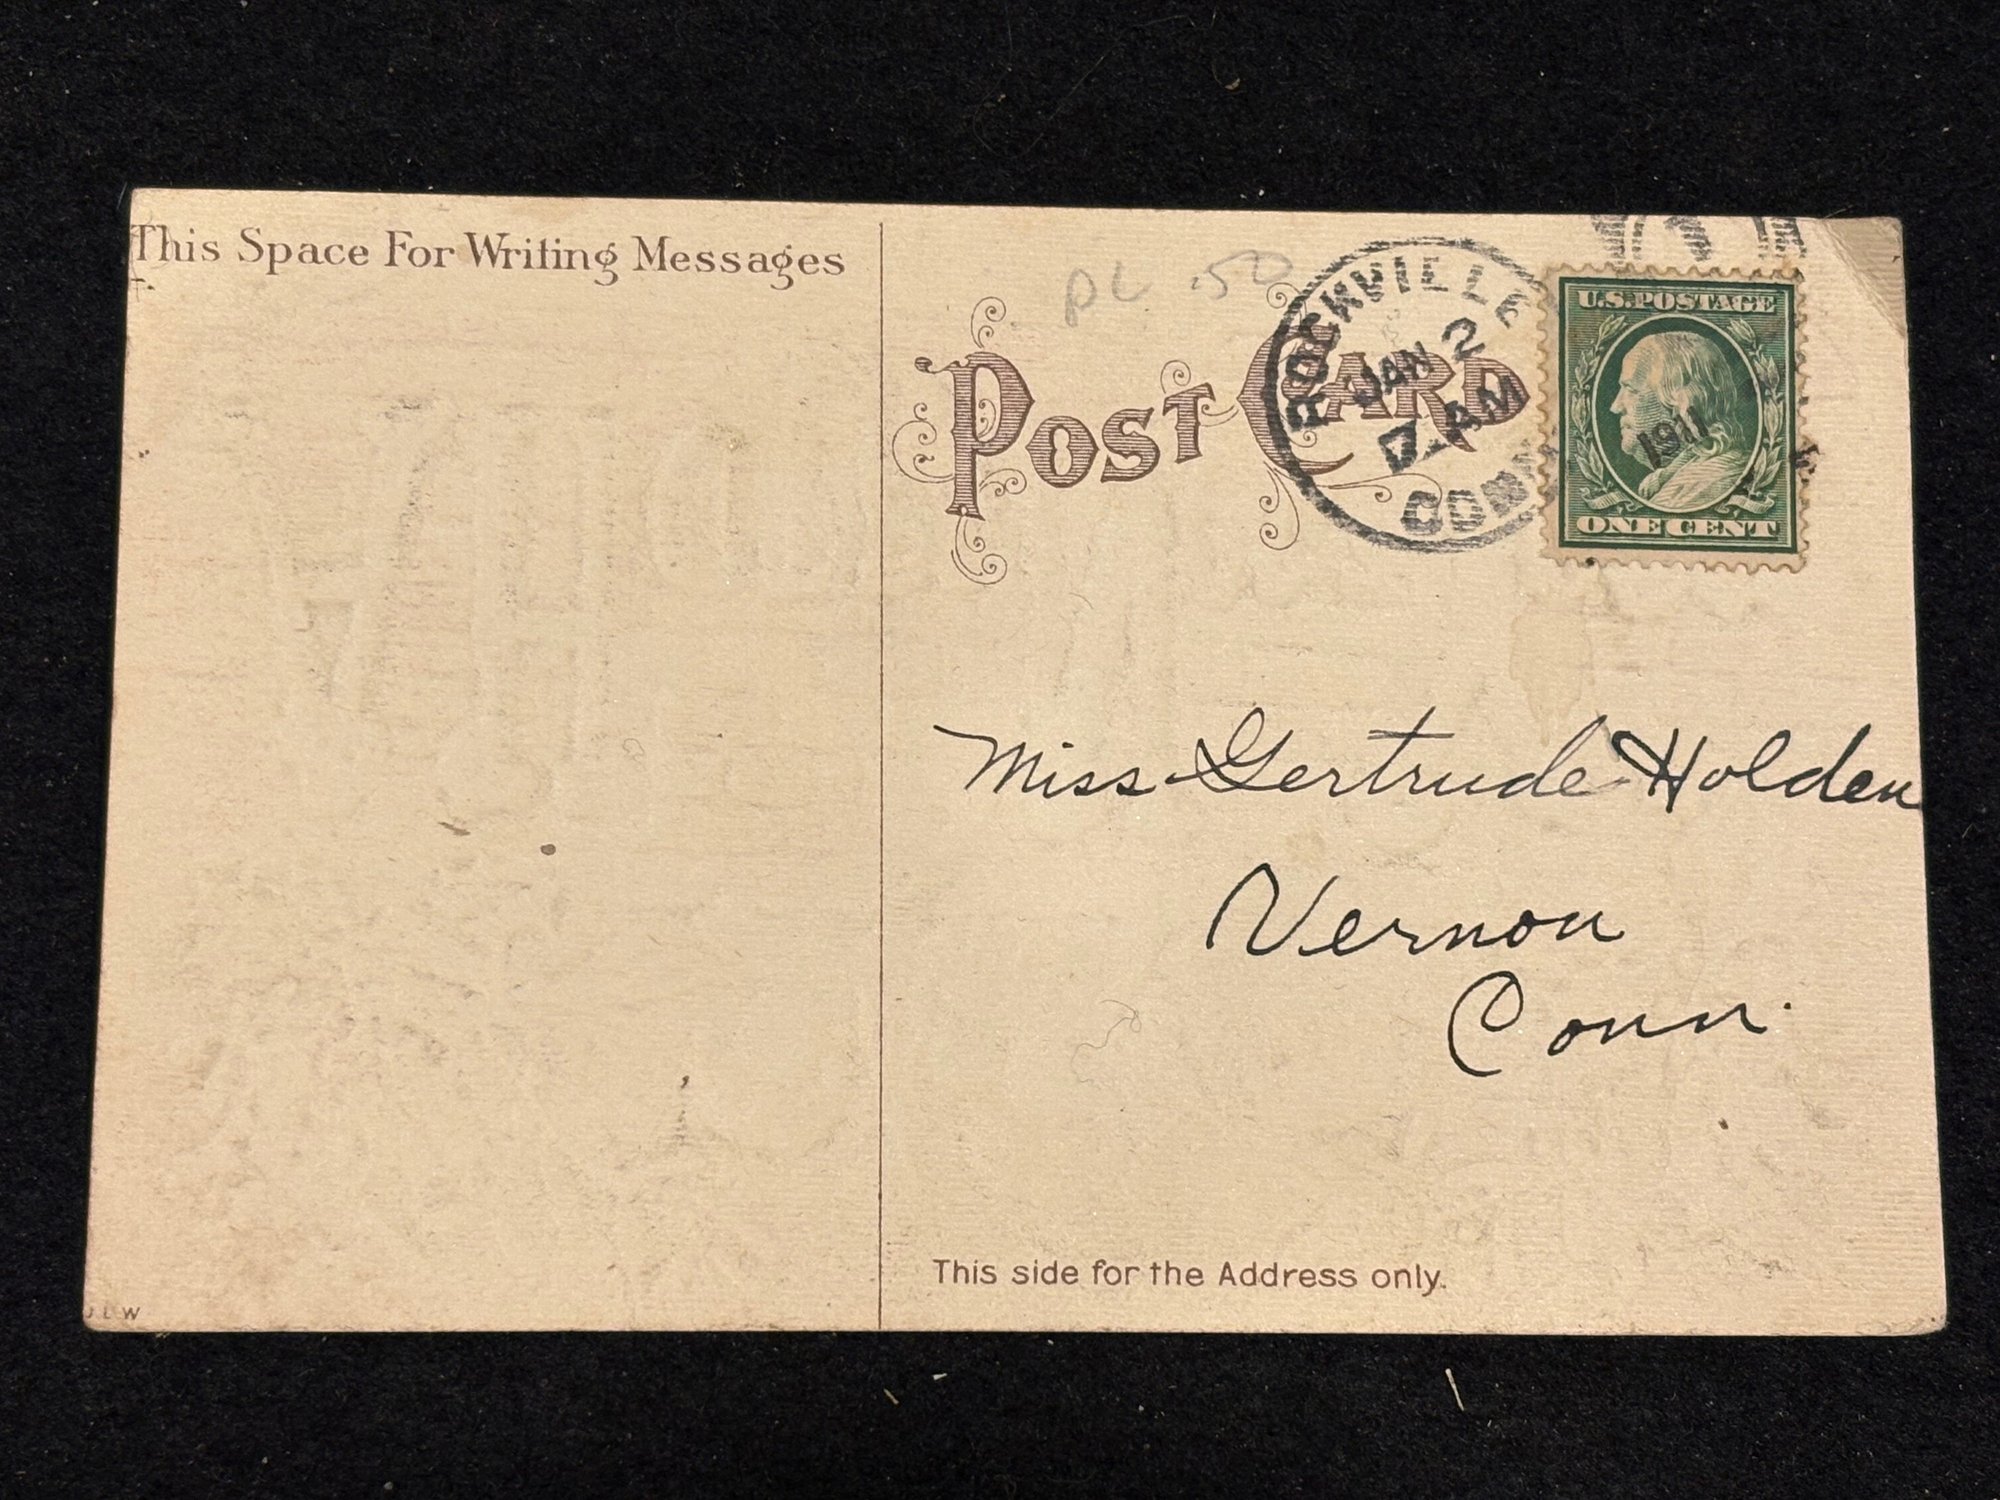 This Space For Writing Messages
PL .50
POST CARD
ROCKVILLE
JAN 2
7-AM
1911
CONN
U.S. POSTAGE
ONE CENT
Miss Gertrude Holden
Vernon
Conn.
This side for the Address only.
J L W